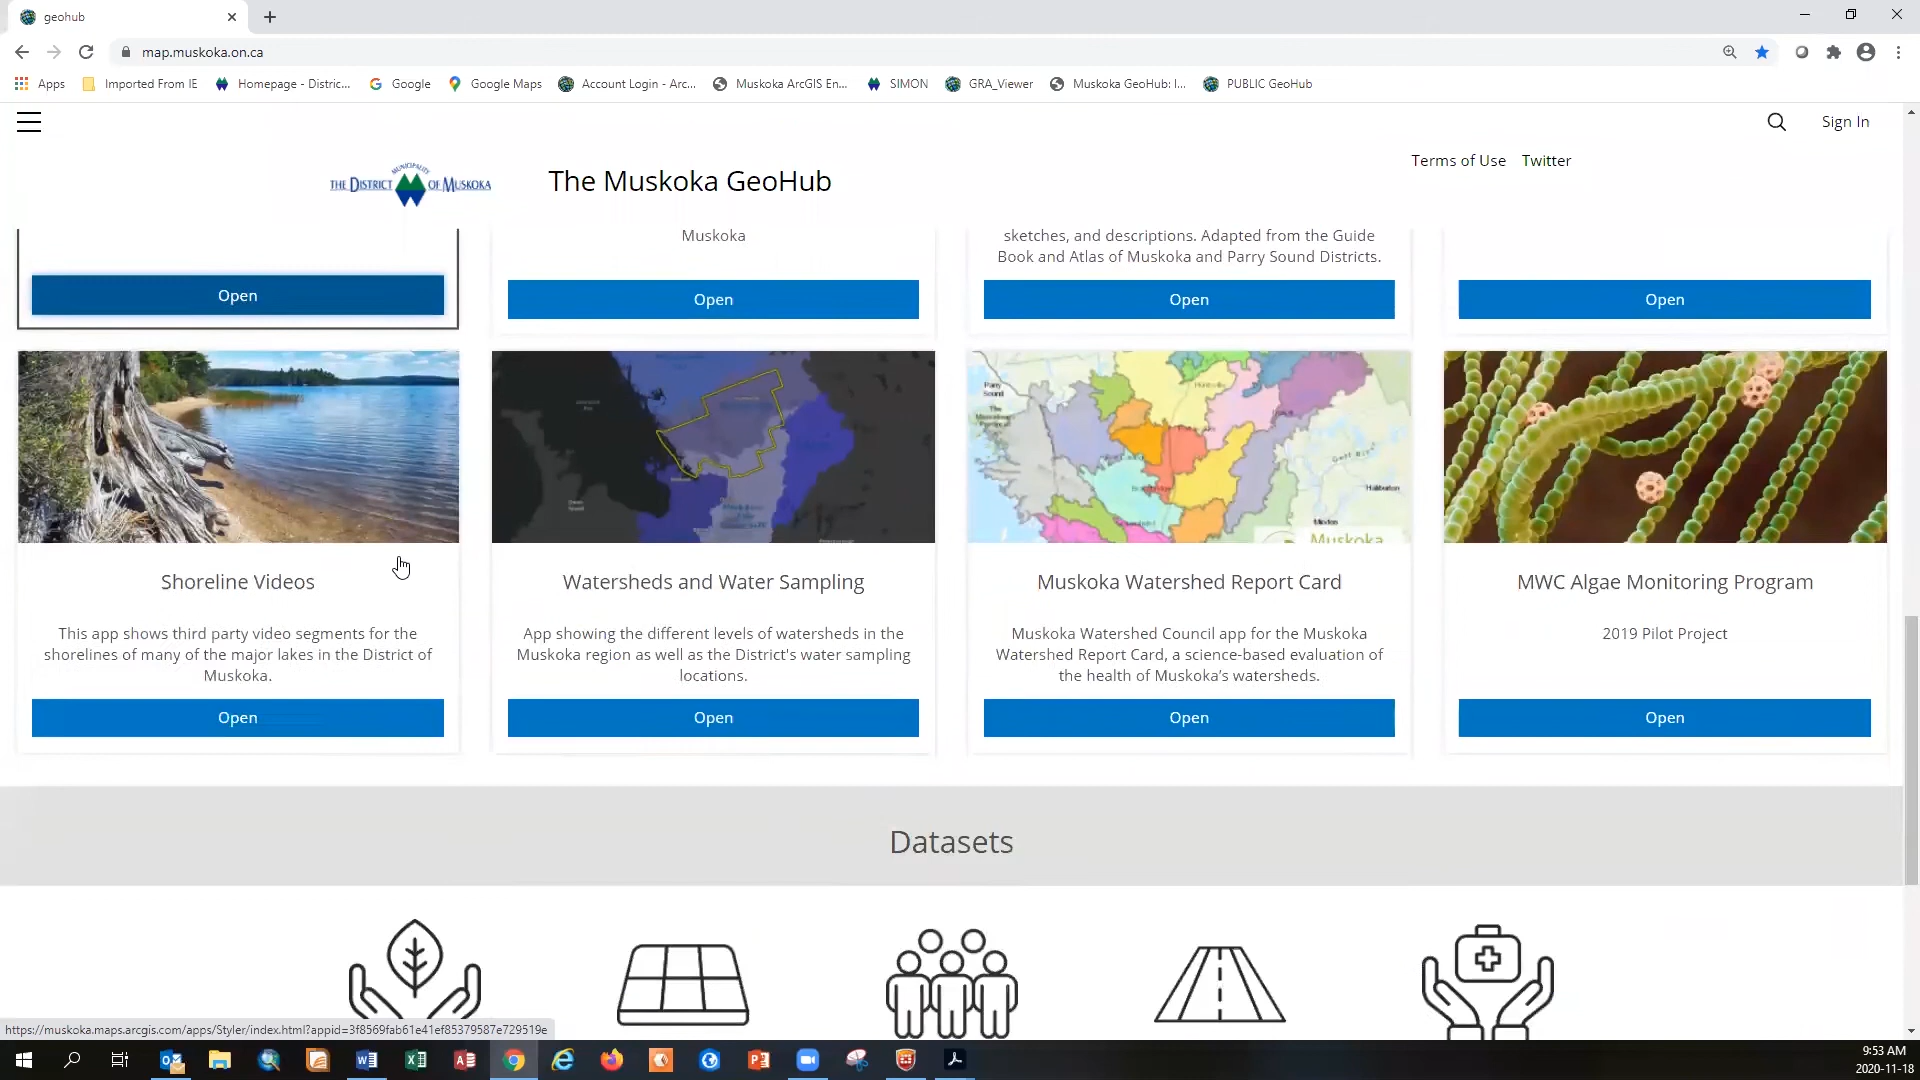 geohub
map.muskoka.on.ca
Apps Imported From IE Homepage - Distric... Google Google Maps Account Login - Arc... Muskoka ArcGIS En... SIMON GRA_Viewer Muskoka GeoHub: I... PUBLIC GeoHub
Sign In
MUNICIPALITY
THE DISTRICT OF MUSKOKA
The Muskoka GeoHub
Terms of Use Twitter
Muskoka
sketches, and descriptions. Adapted from the Guide
Book and Atlas of Muskoka and Parry Sound Districts.
Open
Open
Open
Open
Parry
Sound
Huntsville
Haliburton
Minden
Muskoka
Shoreline Videos
This app shows third party video segments for the
shorelines of many of the major lakes in the District of
Muskoka.
Open
Watersheds and Water Sampling
App showing the different levels of watersheds in the
Muskoka region as well as the District's water sampling
locations.
Open
Muskoka Watershed Report Card
Muskoka Watershed Council app for the Muskoka
Watershed Report Card, a science-based evaluation of
the health of Muskoka's watersheds.
Open
MWC Algae Monitoring Program
2019 Pilot Project
Open
Datasets
https://muskoka.maps.arcgis.com/apps/Styler/index.html?appid=3f8569fab61e41ef85379587e729519e
9:53 AM
2020-11-18